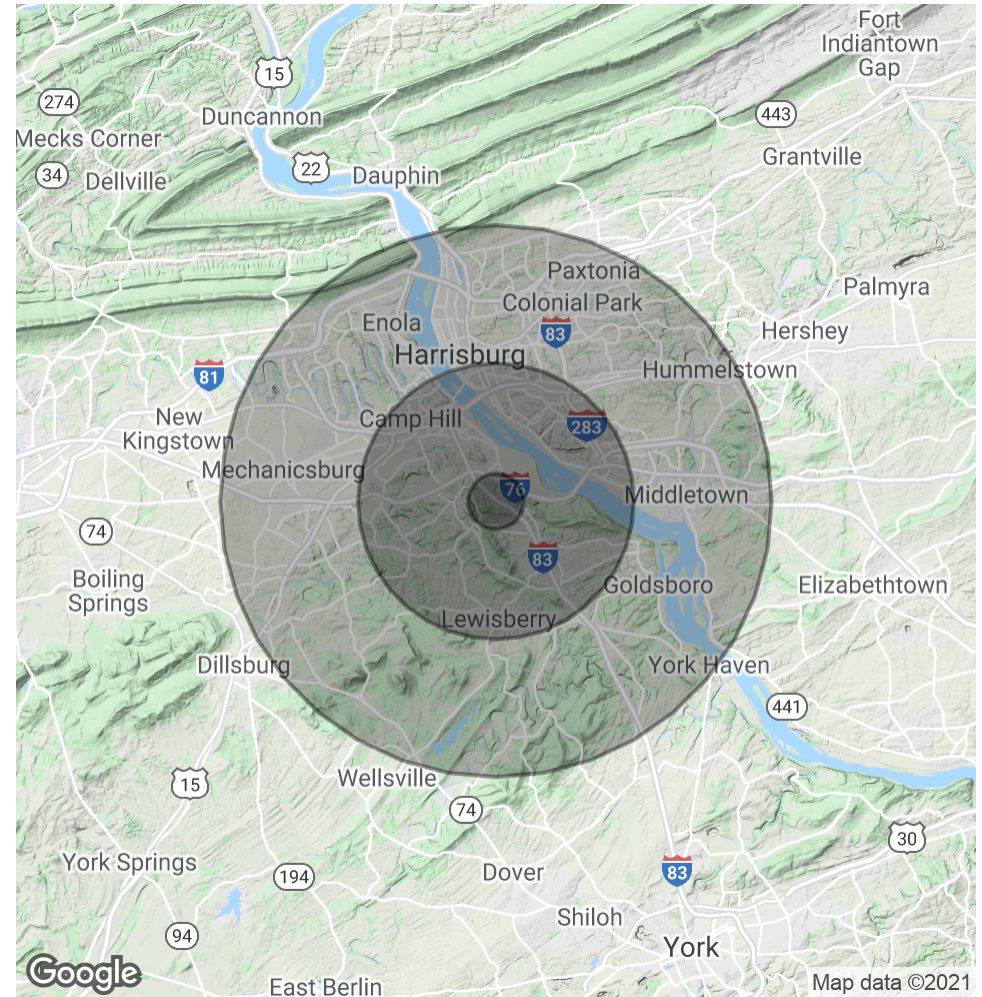 Fort
Indiantown
Gap
15
274
Duncannon
443
Mecks Corner
Grantville
22
34
Dellville
Dauphin
Paxtonia
Palmyra
Colonial Park
Enola
83
Hershey
Harrisburg
Hummelstown
81
New
Kingstown
Camp Hill
283
Mechanicsburg
76
Middletown
74
83
Boiling
Springs
Goldsboro
Elizabethtown
Lewisberry
Dillsburg
York Haven
441
15
Wellsville
74
30
York Springs
194
Dover
83
Shiloh
94
York
Google
East Berlin
Map data ©2021